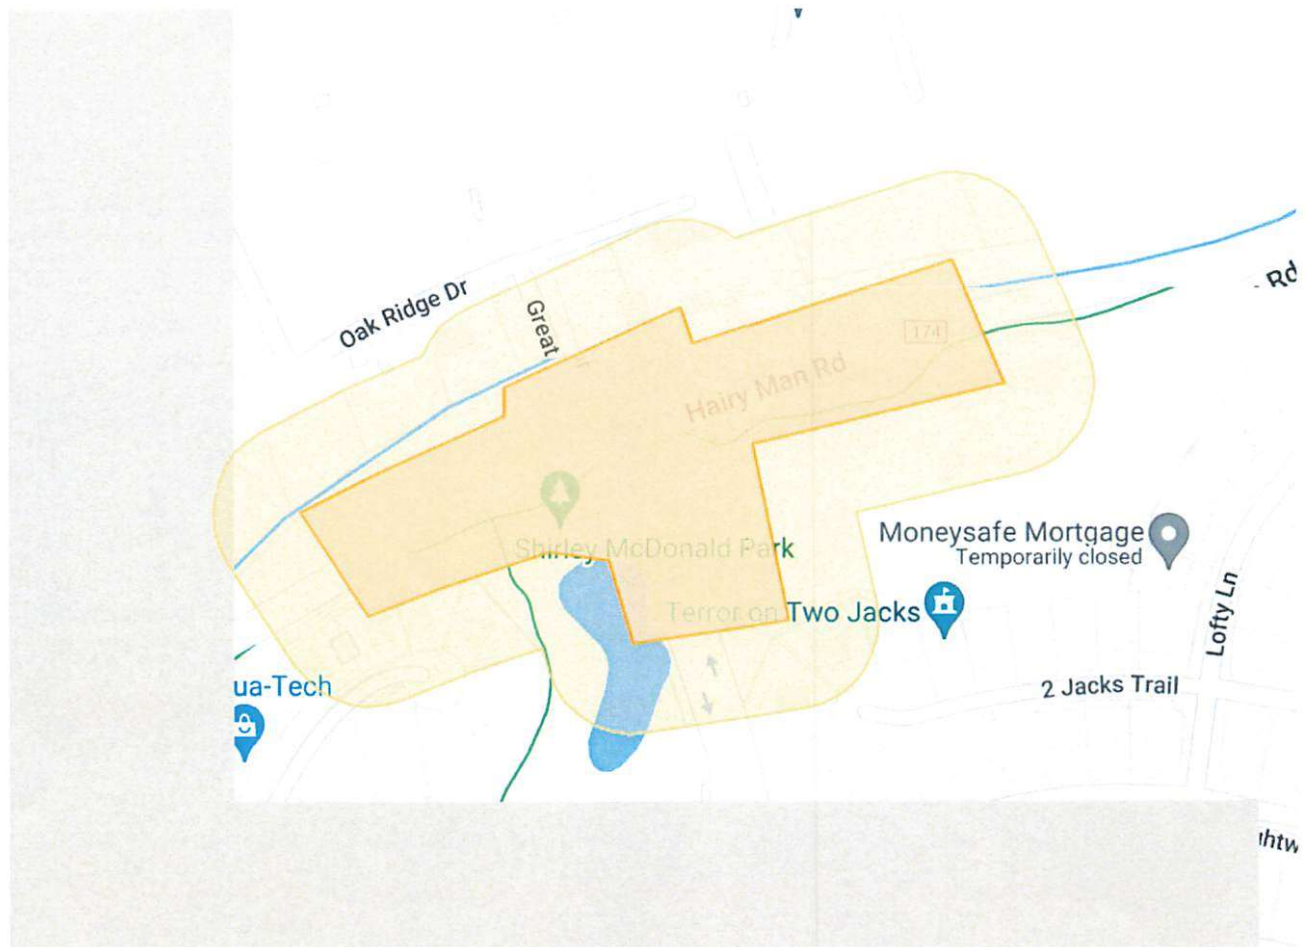 Rd
Oak Ridge Dr
Great
174
Hairy Man Rd
Shirley McDonald Park
Moneysafe Mortgage
Temporarily closed
Terror on Two Jacks
Lofty Ln
ua-Tech
2 Jacks Trail
htw